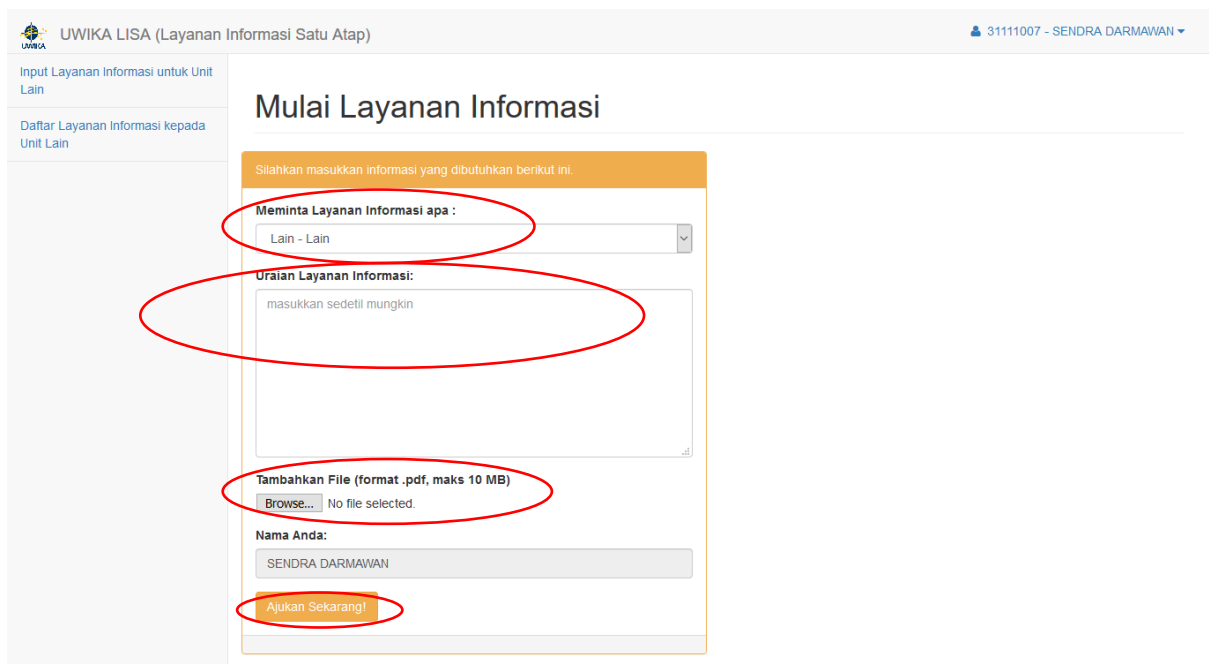 UWIKA
UWIKA LISA (Layanan Informasi Satu Atap)
31111007 - SENDRA DARMAWAN
Input Layanan Informasi untuk Unit
Lain
Daftar Layanan Informasi kepada
Unit Lain
Mulai Layanan Informasi
Silahkan masukkan informasi yang dibutuhkan berikut ini.
Meminta Layanan Informasi apa :
Lain - Lain
Uraian Layanan Informasi:
masukkan sedetil mungkin
Tambahkan File (format .pdf, maks 10 MB)
Browse... No file selected.
Nama Anda:
SENDRA DARMAWAN
Ajukan Sekarang!